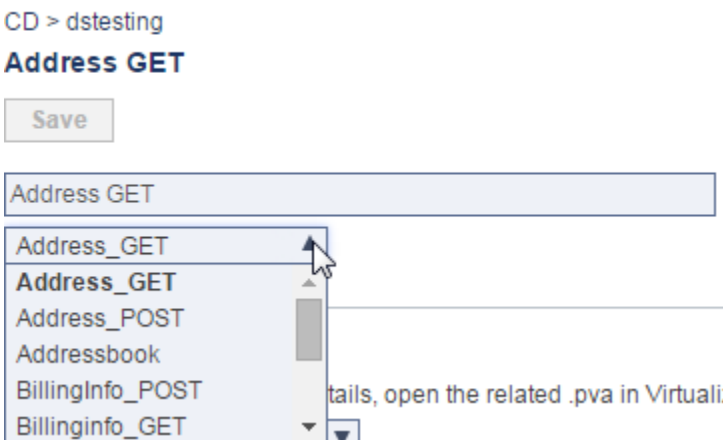 CD > dstesting
Address GET
Save
Address GET
Address_GET
Address_GET
Address_POST
Addressbook
BillingInfo_POST
tails, open the related .pva in Virtuali
Billinginfo_GET